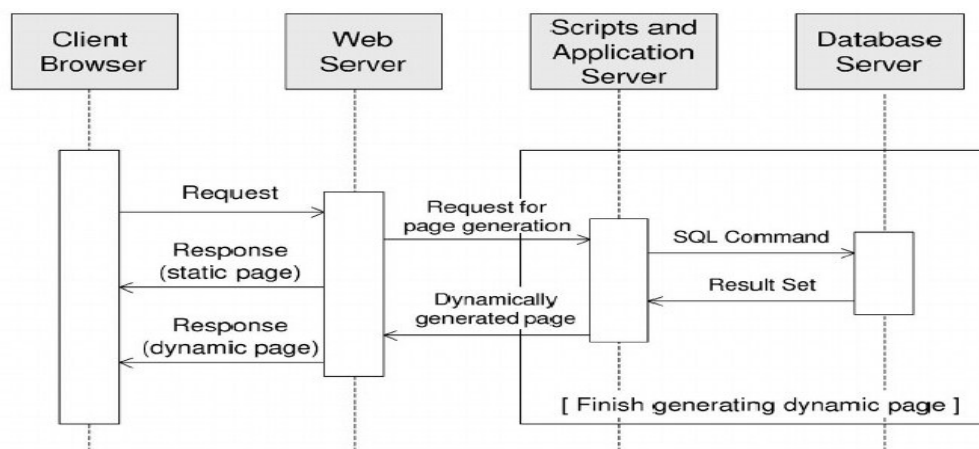 Client
Browser
Web
Server
Scripts and
Application
Server
Database
Server
Request
Request for
page generation
SQL Command
Response
(static page)
Result Set
Dynamically
generated page
Response
(dynamic page)
[ Finish generating dynamic page ]